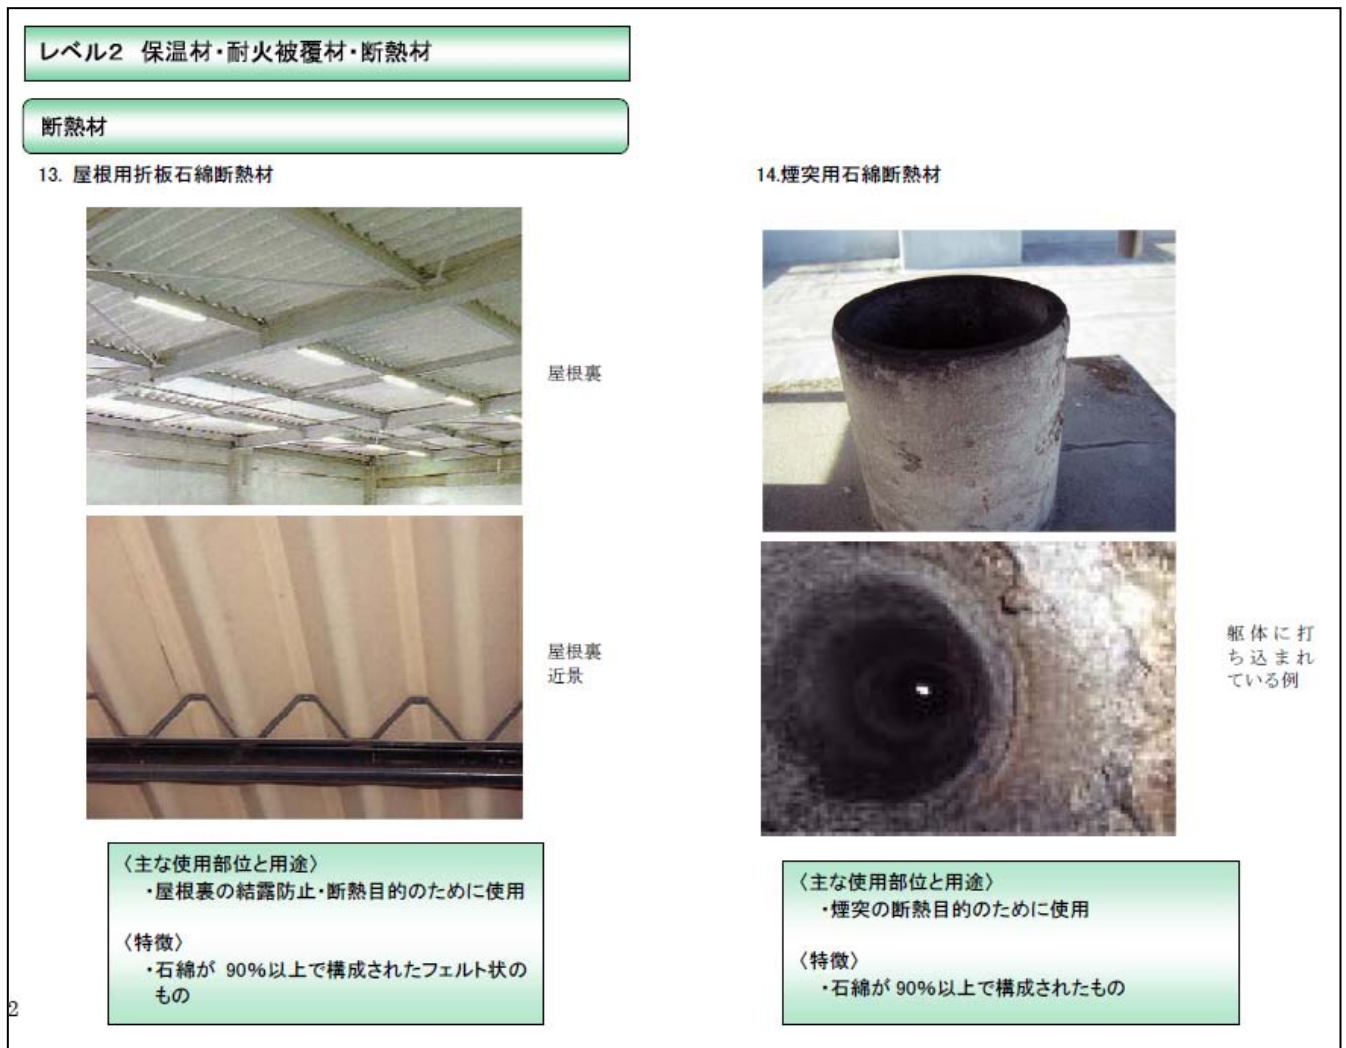 レベル2 保温材・耐火被覆材・断熱材
断熱材
13. 屋根用折板石綿断熱材
屋根裏
屋根裏
近景
〈主な使用部位と用途〉
・屋根裏の結露防止・断熱目的のために使用
〈特徴〉
・石綿が 90%以上で構成されたフェルト状の
もの
14.煙突用石綿断熱材
躯体に打
ち込まれ
ている例
〈主な使用部位と用途〉
・煙突の断熱目的のために使用
〈特徴〉
・石綿が 90%以上で構成されたもの
2